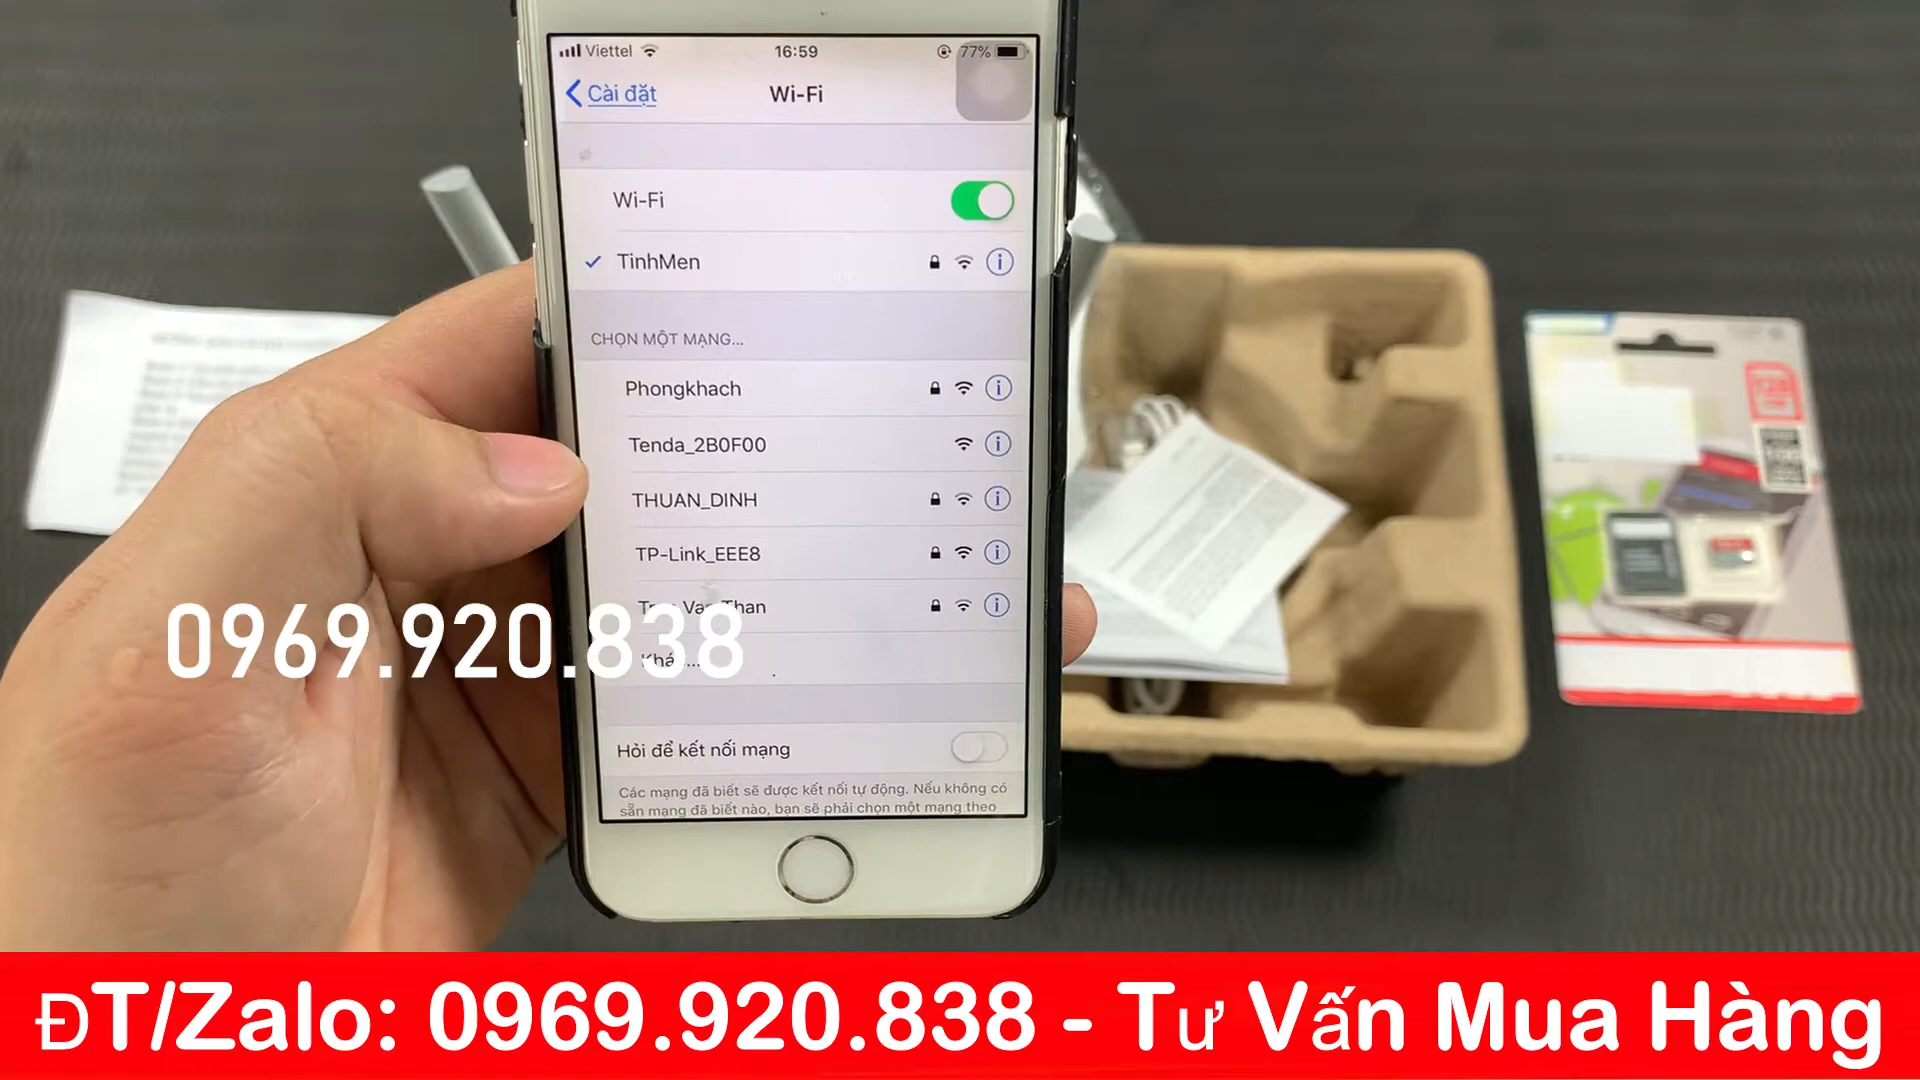 Viettel 16:59 77%
Cài đặt Wi-Fi
Wi-Fi
TinhMen
CHỌN MỘT MẠNG...
Phongkhach
Tenda_2B0F00
THUAN_DINH
TP-Link_EEE8
Than
0969.920.838
Hỏi để kết nối mạng
Các mạng đã biết sẽ được kết nối tự động. Nếu không có
sẵn mạng đã biết nào, bạn sẽ phải chọn một mạng theo
ĐT/Zalo: 0969.920.838 - Tư Vấn Mua Hàng